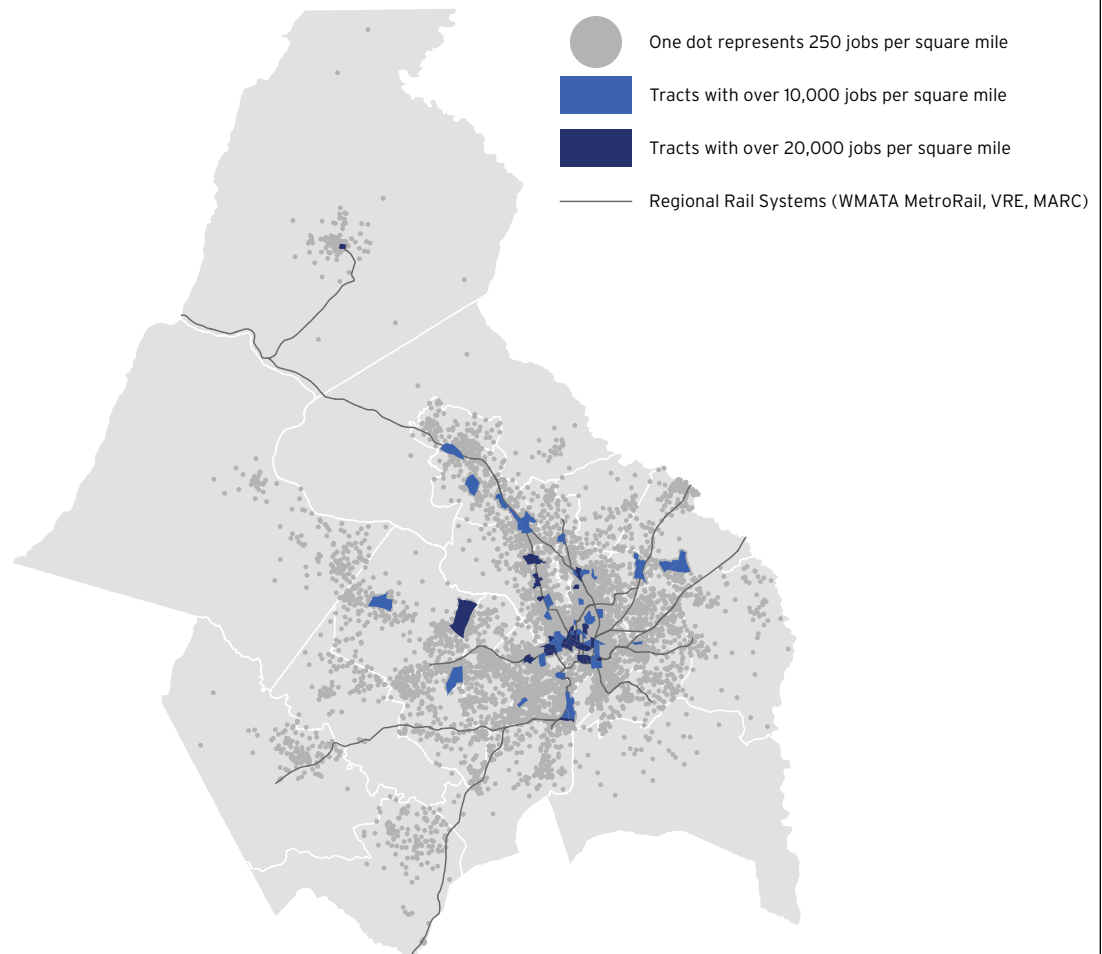 One dot represents 250 jobs per square mile
Tracts with over 10,000 jobs per square mile
Tracts with over 20,000 jobs per square mile
Regional Rail Systems (WMATA MetroRail, VRE, MARC)